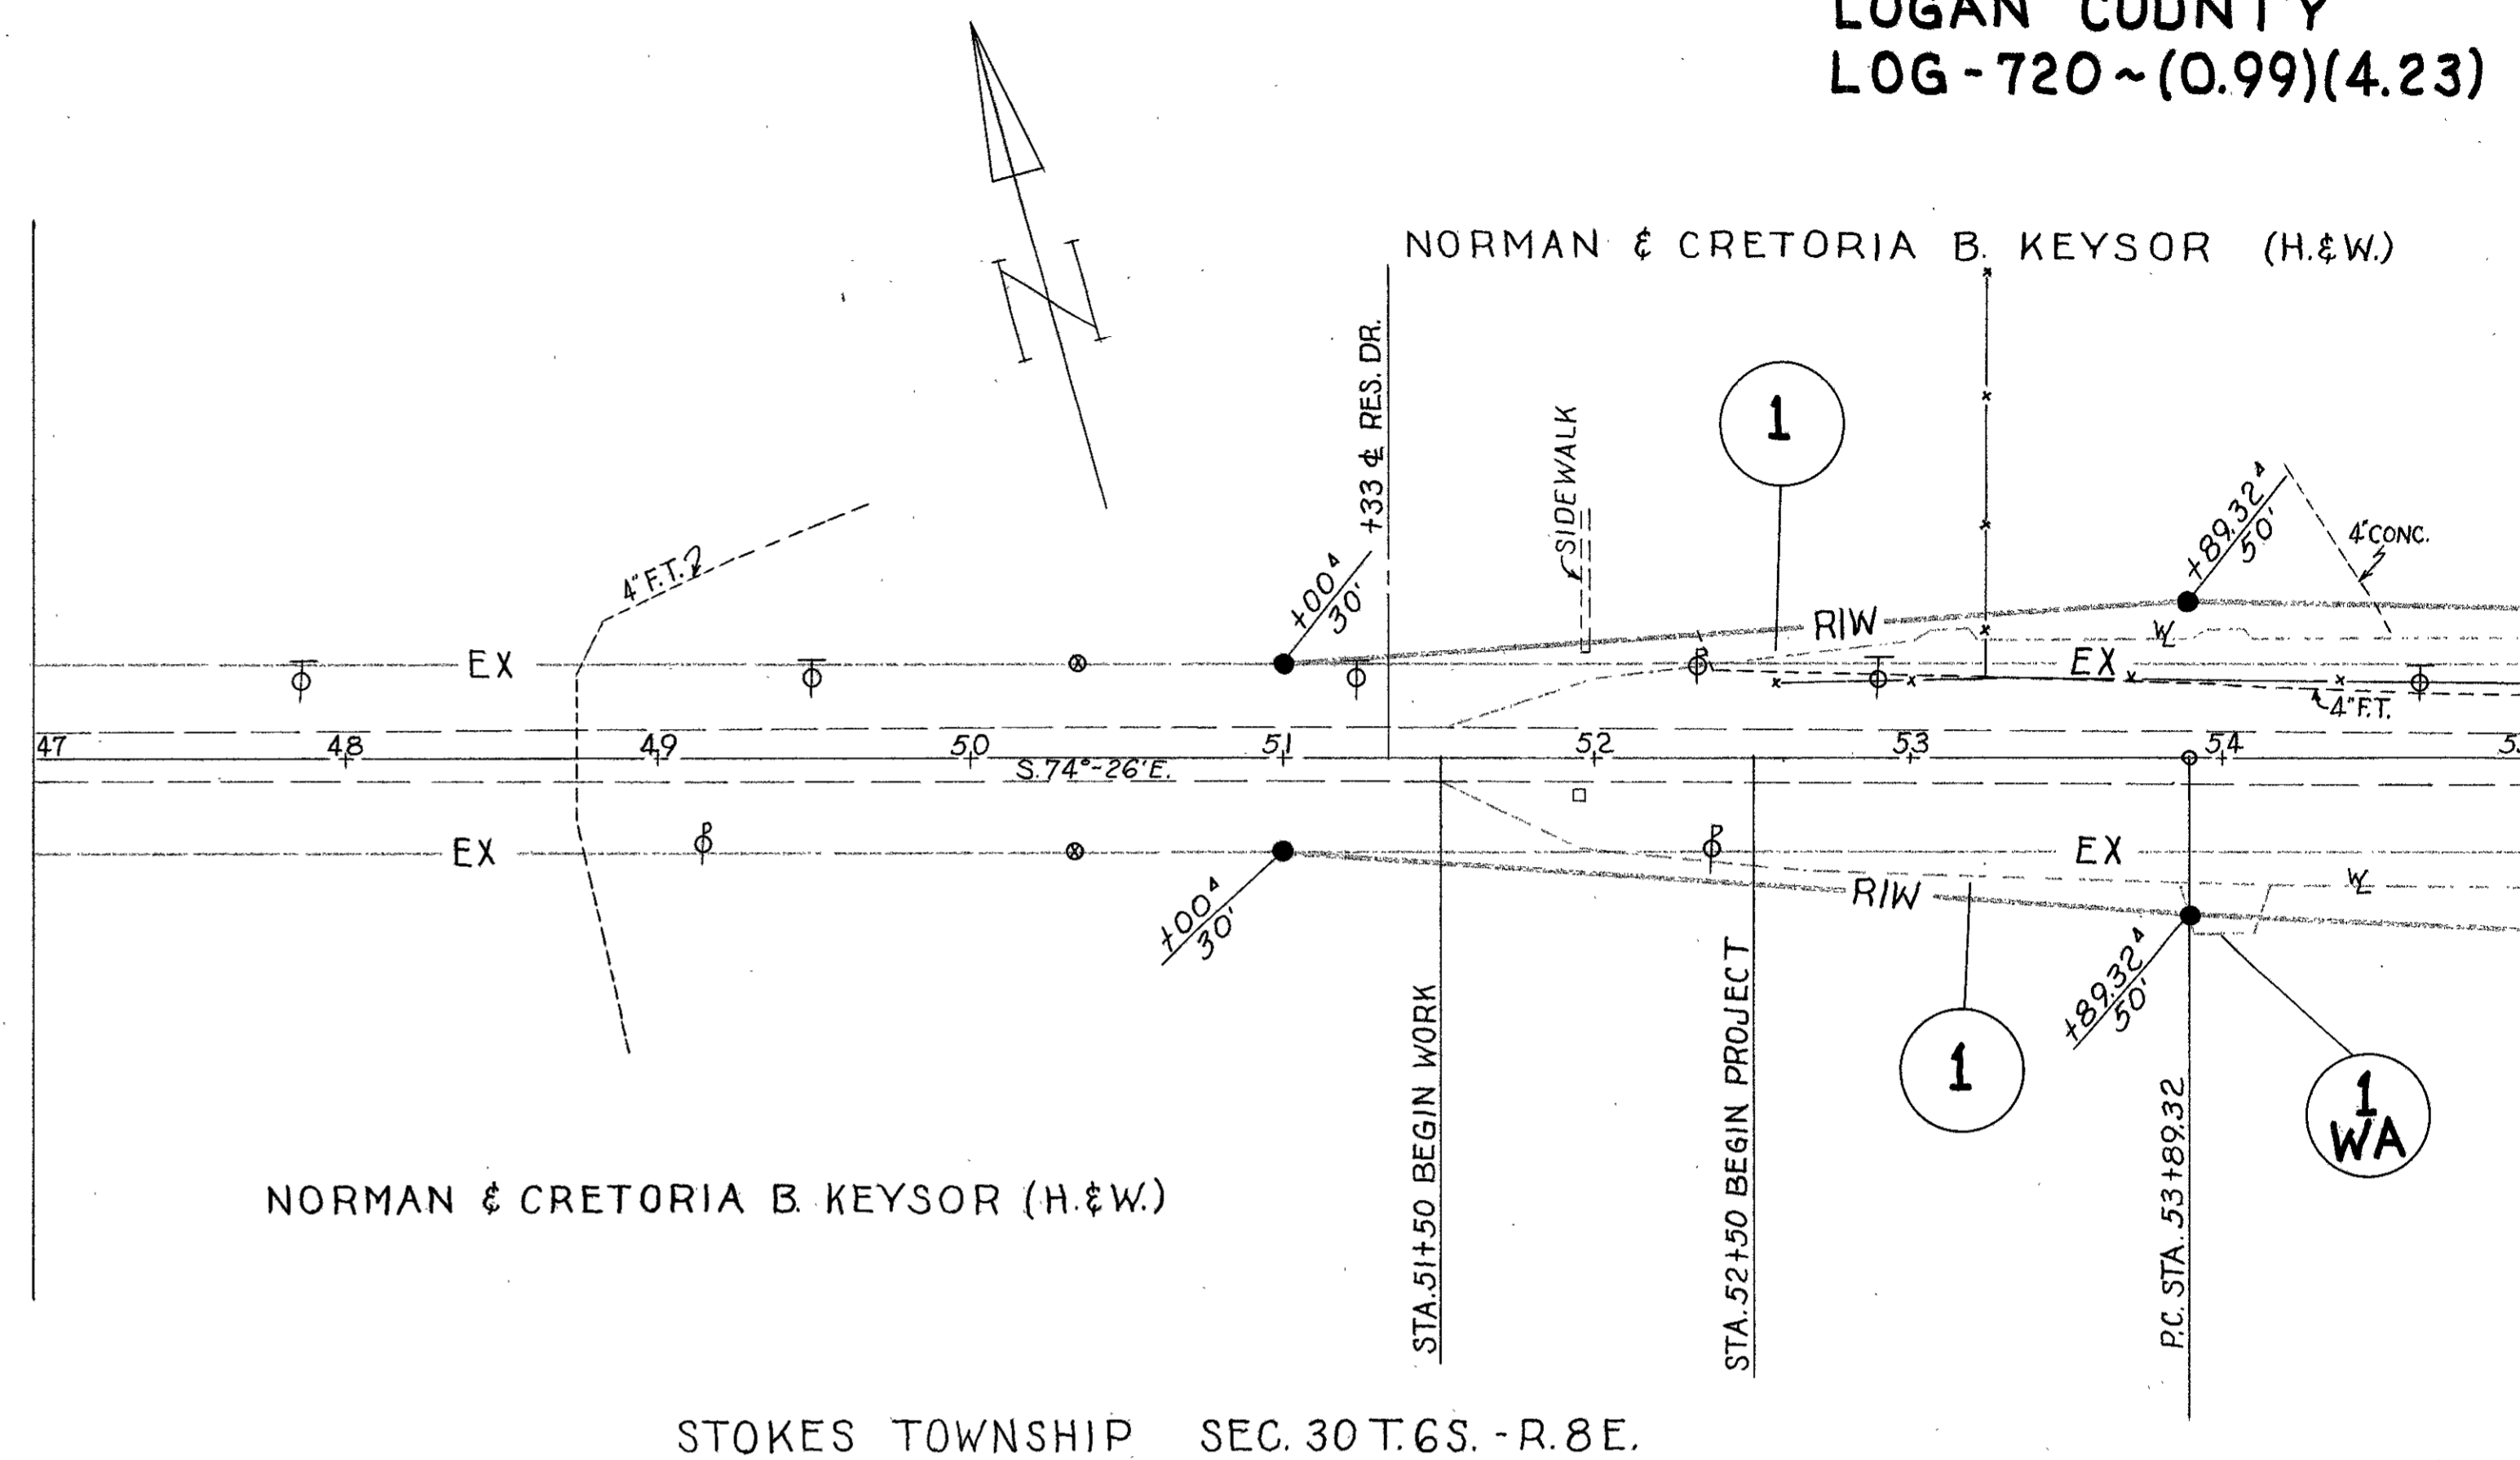 LOGAN COUNTY
LOG-720~(0.99)(4.23)
N
NORMAN & CRETORIA B. KEYSOR (H.&W.)
+33 ℄ RES. DR.
SIDEWALK
1
+89.32
50'
4" CONC.
4" F.T.
+00
30'
R/W
W
L
EX
EX
4" F.T.
47
48
49
50
51
52
53
54
S.74°-26'E.
EX
EX
R/W
W
L
+00
30'
+89.32
50'
1
1
WA
STA. 51+50 BEGIN WORK
STA. 52+50 BEGIN PROJECT
P.C. STA. 53+89.32
NORMAN & CRETORIA B. KEYSOR (H.&W.)
STOKES TOWNSHIP SEC. 30 T.6S.-R.8E.